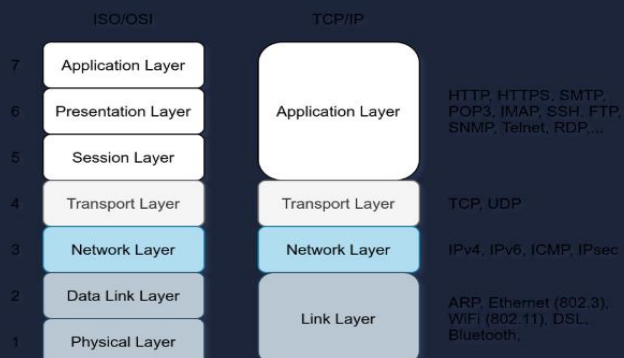 ISO/OSI TCP/IP
7 Application Layer
6 Presentation Layer Application Layer HTTP, HTTPS, SMTP,
POP3, IMAP, SSH, FTP,
SNMP, Telnet, RDP,...
5 Session Layer
4 Transport Layer Transport Layer TCP, UDP
3 Network Layer Network Layer IPv4, IPv6, ICMP, IPsec
2 Data Link Layer Link Layer ARP, Ethernet (802.3),
WiFi (802.11), DSL,
Bluetooth,
1 Physical Layer